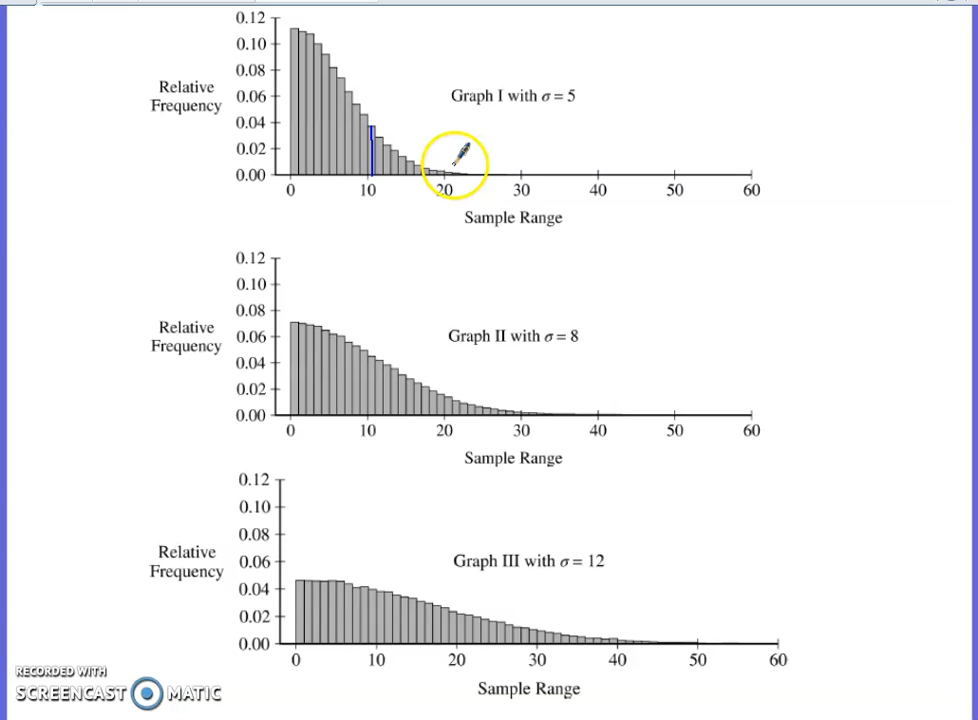 0.12
0.10
0.08
Relative
Frequency
0.06
Graph I with σ = 5
0.04
0.02
0.00
0 10 20 30 40 50 60
Sample Range
0.12
0.10
0.08
Relative
Frequency
0.06
Graph II with σ = 8
0.04
0.02
0.00
0 10 20 30 40 50 60
Sample Range
0.12
0.10
0.08
Relative
Frequency
0.06
Graph III with σ = 12
0.04
0.02
0.00
0 10 20 30 40 50 60
Sample Range
RECORDED WITH
SCREENCAST MATIC